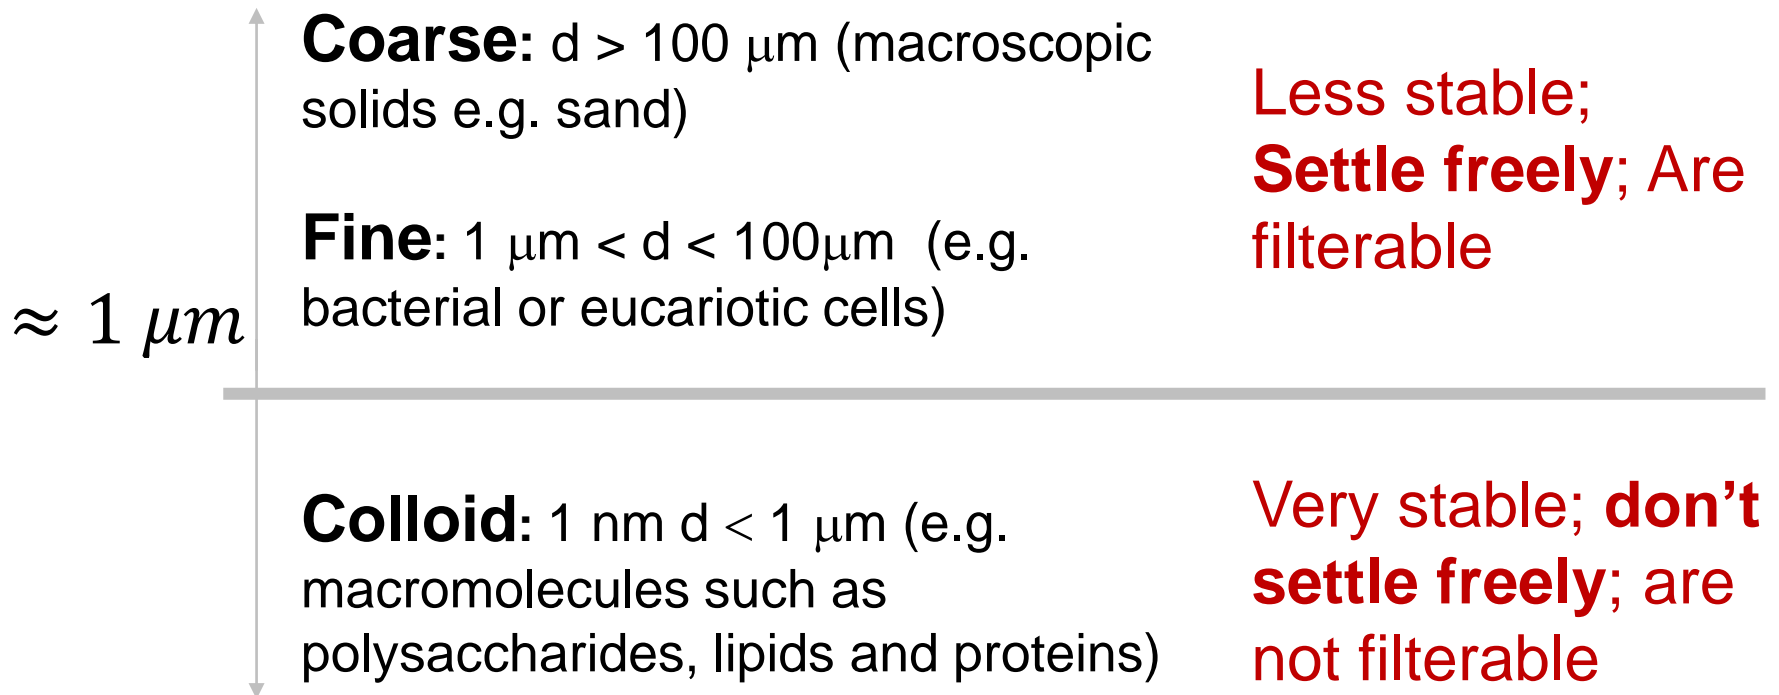 Coarse: d > 100 μm (macroscopic
solids e.g. sand)
Less stable;
Settle freely; Are
filterable
Fine: 1 μm < d < 100μm (e.g.
bacterial or eucariotic cells)
≈ 1 μm
Colloid: 1 nm d < 1 μm (e.g.
macromolecules such as
polysaccharides, lipids and proteins)
Very stable; don’t
settle freely; are
not filterable